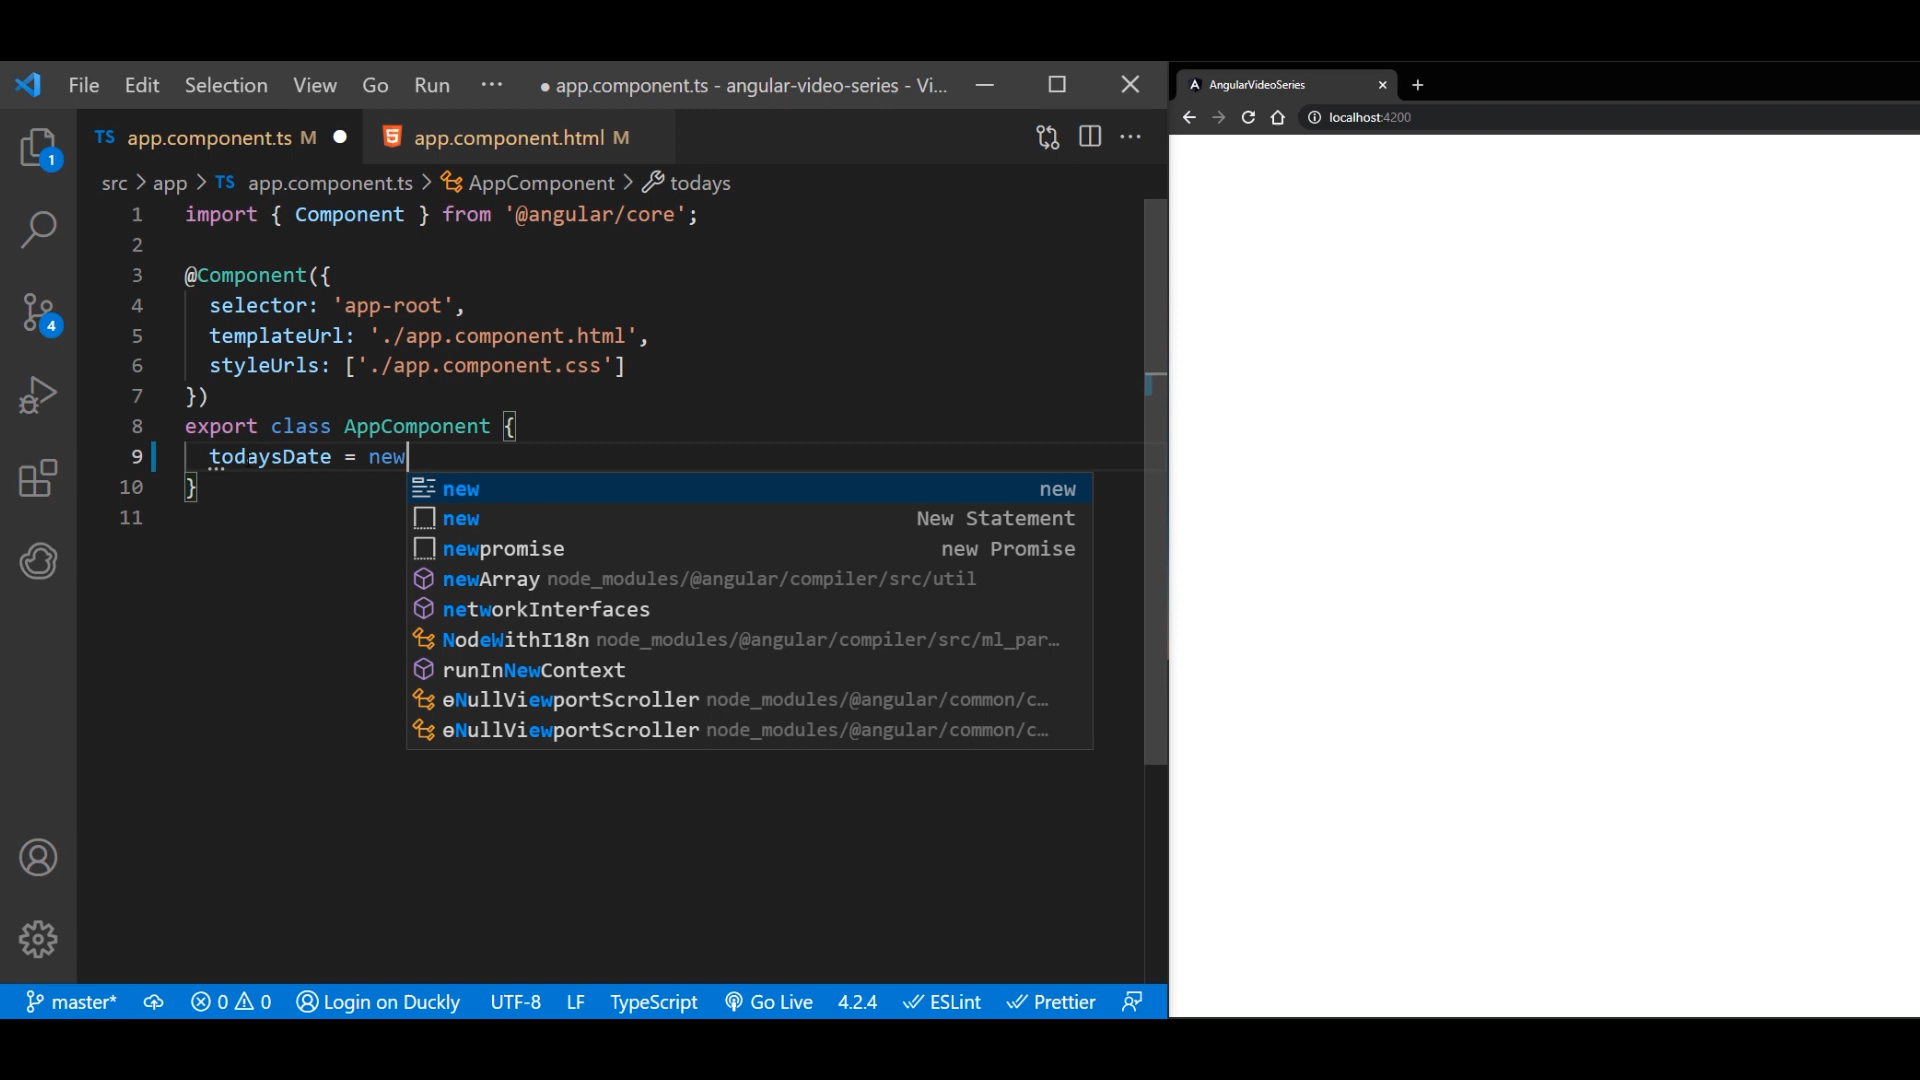 File Edit Selection View Go Run ··· ● app.component.ts - angular-video-series - Vi...
AngularVideoSeries
localhost:4200
1
TS app.component.ts M
app.component.html M
src > app > TS app.component.ts > AppComponent > todays
1 import { Component } from '@angular/core';
2
3 @Component({
4 selector: 'app-root',
5 templateUrl: './app.component.html',
6 styleUrls: ['./app.component.css']
7 })
8 export class AppComponent {
9 todaysDate = new
10 }
11
4
new new
new New Statement
newpromise new Promise
newArray node_modules/@angular/compiler/src/util
networkInterfaces
NodeWithI18n node_modules/@angular/compiler/src/ml_par…
runInNewContext
ɵNullViewportScroller node_modules/@angular/common/c…
ɵNullViewportScroller node_modules/@angular/common/c…
master* 0 0 Login on Duckly UTF-8 LF TypeScript Go Live 4.2.4 ESLint Prettier